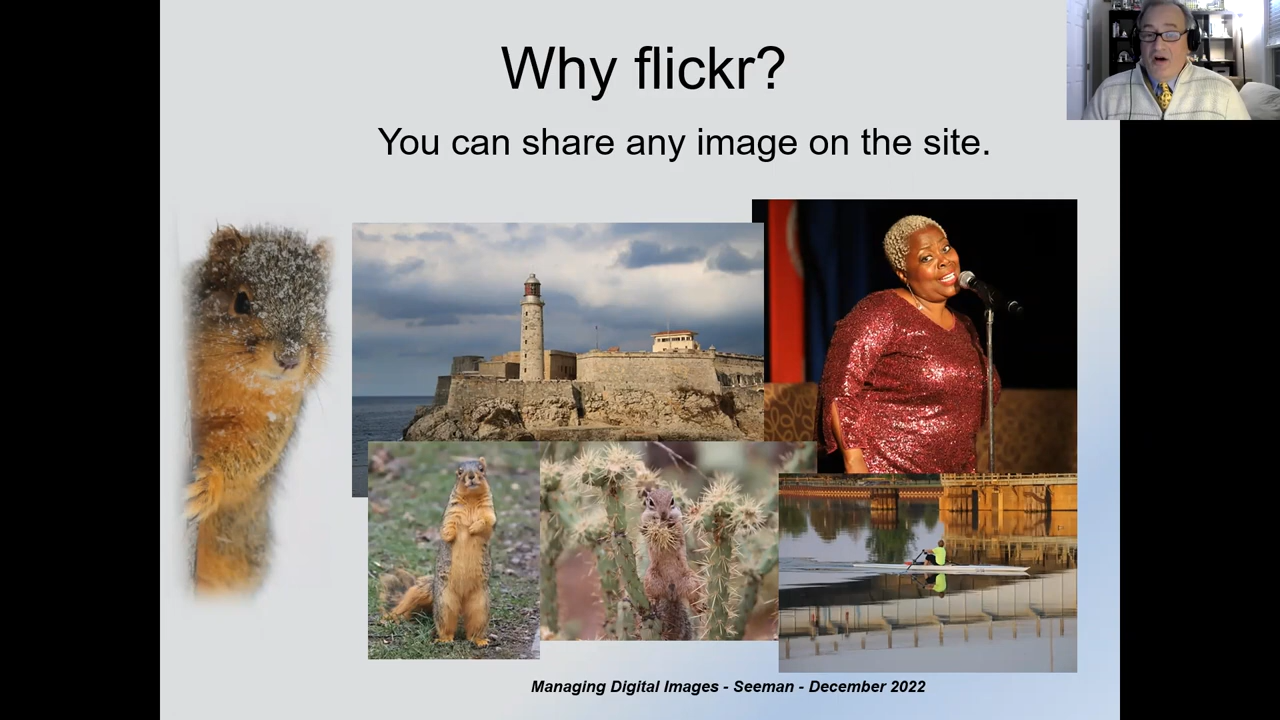 Why flickr?
You can share any image on the site.
Managing Digital Images - Seeman - December 2022